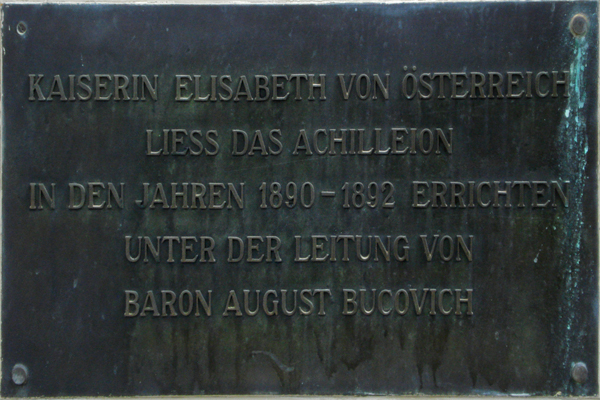 KAISERIN ELISABETH VON ÖSTERREICH
LIESS DAS ACHILLEION
IN DEN JAHREN 1890–1892 ERRICHTEN
UNTER DER LEITUNG VON
BARON AUGUST BUCOVICH